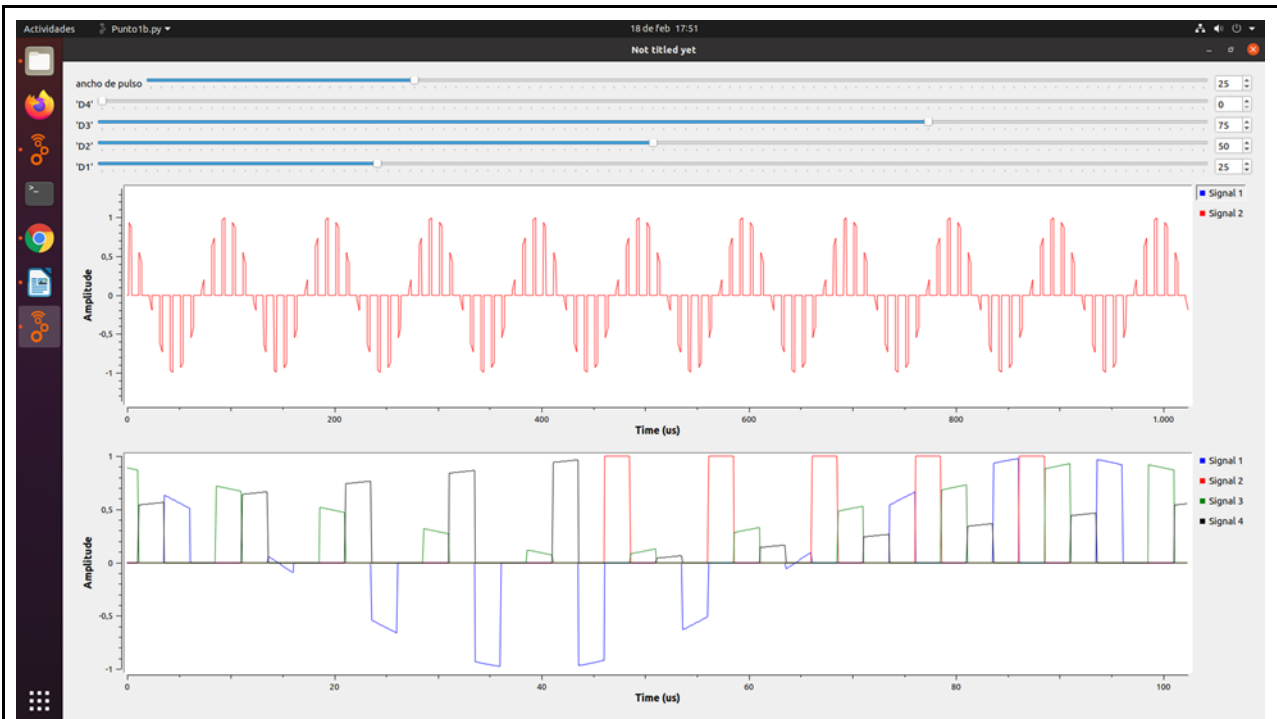 Actividades Punto1b.py 18 de feb 17:51
Not titled yet
ancho de pulso 25
'D4' 0
'D3' 75
'D2' 50
'D1' 25
Signal 1
Signal 2
1
0,5
0
-0,5
-1
Amplitude
0 200 400 600 800 1.000
Time (us)
Signal 1
Signal 2
Signal 3
Signal 4
1
0,5
0
-0,5
-1
Amplitude
0 20 40 60 80 100
Time (us)